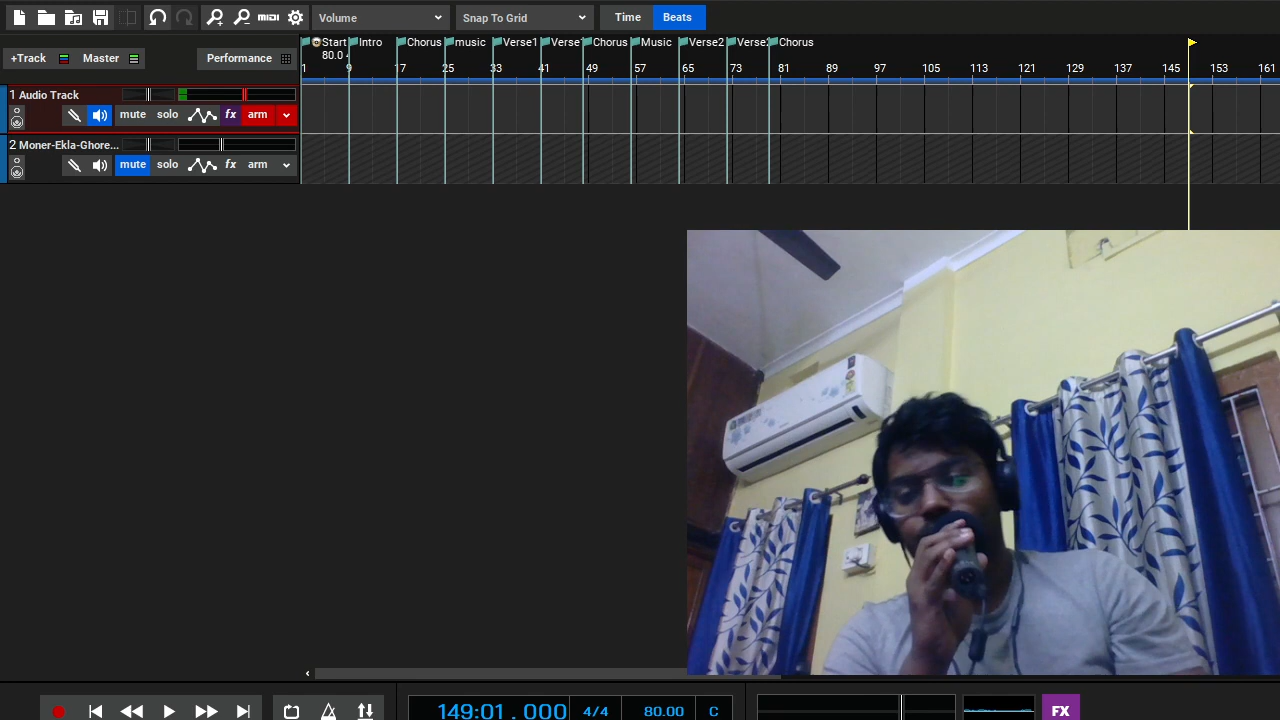 midi Volume Snap To Grid Time Beats
+Track Master Performance
Start Intro Chorus music Verse1 Verse Chorus Music Verse2 Verse Chorus
80.0
1 9 17 25 33 41 49 57 65 73 81 89 97 105 113 121 129 137 145 153 161
1 Audio Track
mute solo fx arm
2 Moner-Ekla-Ghore...
mute solo fx arm
149:01 . 000 4/4 80.00 C FX